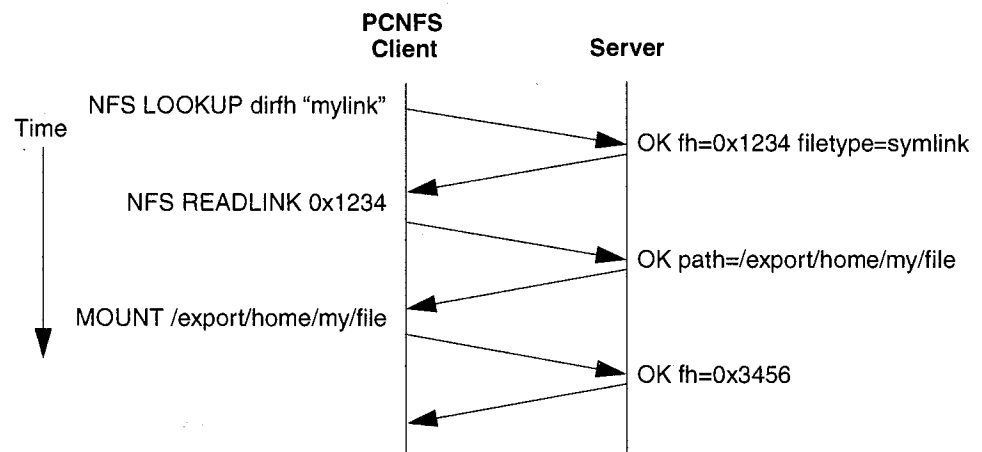 PCNFS
Client
Server
NFS LOOKUP dirfh “mylink”
Time
OK fh=0x1234 filetype=symlink
NFS READLINK 0x1234
OK path=/export/home/my/file
MOUNT /export/home/my/file
OK fh=0x3456